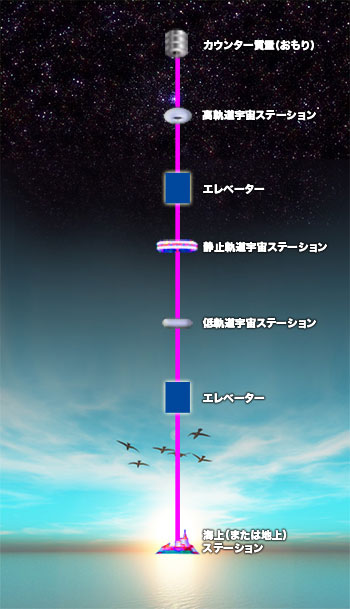 カウンター質量(おもり)
高軌道宇宙ステーション
エレベーター
静止軌道宇宙ステーション
低軌道宇宙ステーション
エレベーター
海上(または地上)
ステーション